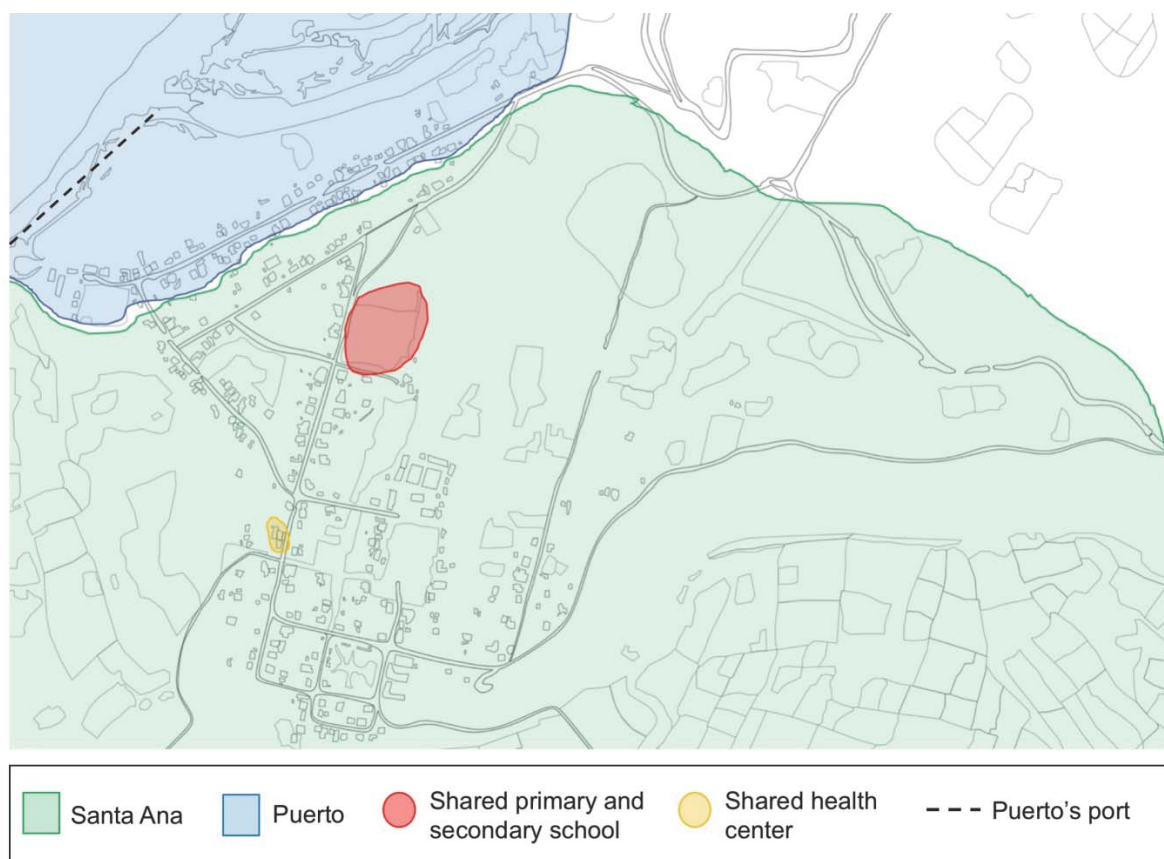 Santa Ana
Puerto
Shared primary and
secondary school
Shared health
center
Puerto's port